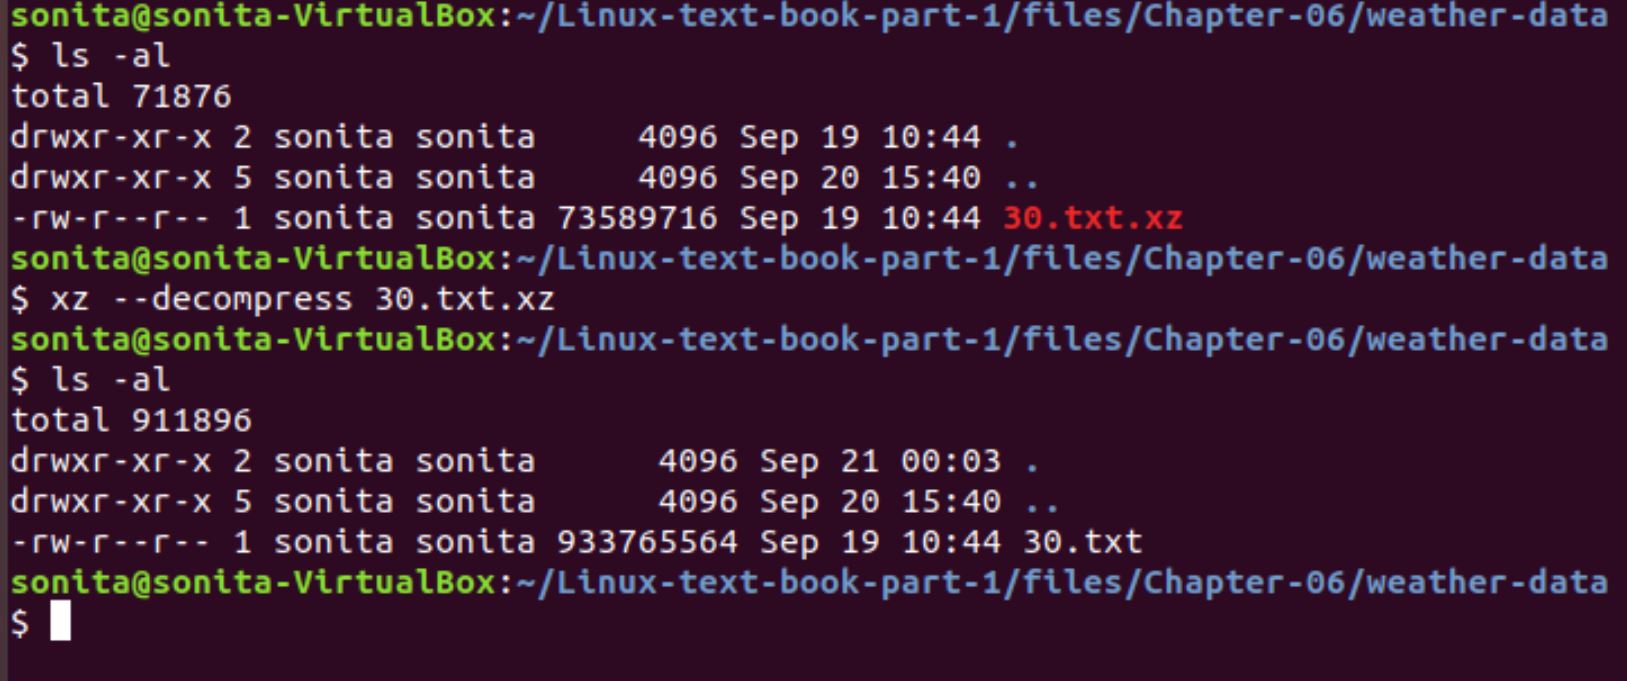 sonita@sonita-VirtualBox:~/Linux-text-book-part-1/files/Chapter-06/weather-data
$ ls -al
total 71876
drwxr-xr-x 2 sonita sonita     4096 Sep 19 10:44 .
drwxr-xr-x 5 sonita sonita     4096 Sep 20 15:40 ..
-rw-r--r-- 1 sonita sonita 73589716 Sep 19 10:44 30.txt.xz
sonita@sonita-VirtualBox:~/Linux-text-book-part-1/files/Chapter-06/weather-data
$ xz --decompress 30.txt.xz
sonita@sonita-VirtualBox:~/Linux-text-book-part-1/files/Chapter-06/weather-data
$ ls -al
total 911896
drwxr-xr-x 2 sonita sonita      4096 Sep 21 00:03 .
drwxr-xr-x 5 sonita sonita      4096 Sep 20 15:40 ..
-rw-r--r-- 1 sonita sonita 933765564 Sep 19 10:44 30.txt
sonita@sonita-VirtualBox:~/Linux-text-book-part-1/files/Chapter-06/weather-data
$